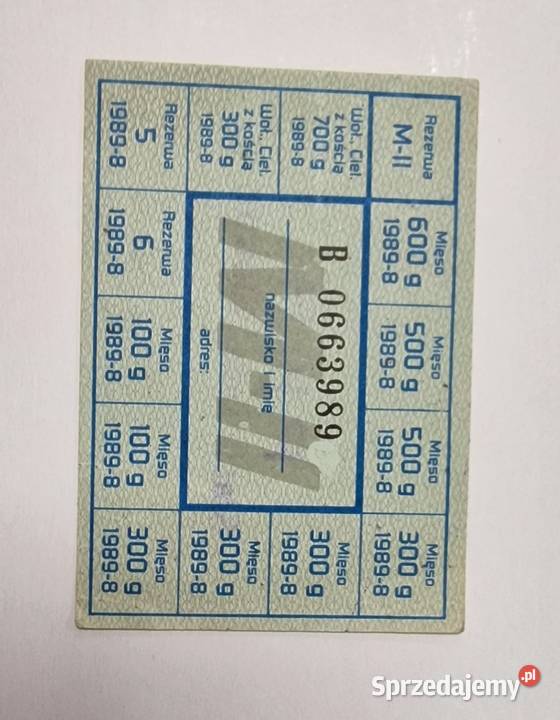 Rezerwa
M-II
Mięso
600 g
1989-8
Mięso
500 g
1989-8
Mięso
500 g
1989-8
Mięso
300 g
1989-8
Woł., Ciel.
z kością
700 g
1989-8
B 0663989
M-II
nazwisko i imię
adres:
Mięso
300 g
1989-8
Woł., Ciel.
z kością
300 g
1989-8
Mięso
300 g
1989-8
Rezerwa
5
1989-8
Rezerwa
6
1989-8
Mięso
100 g
1989-8
Mięso
100 g
1989-8
Mięso
300 g
1989-8
Sprzedajemy.pl